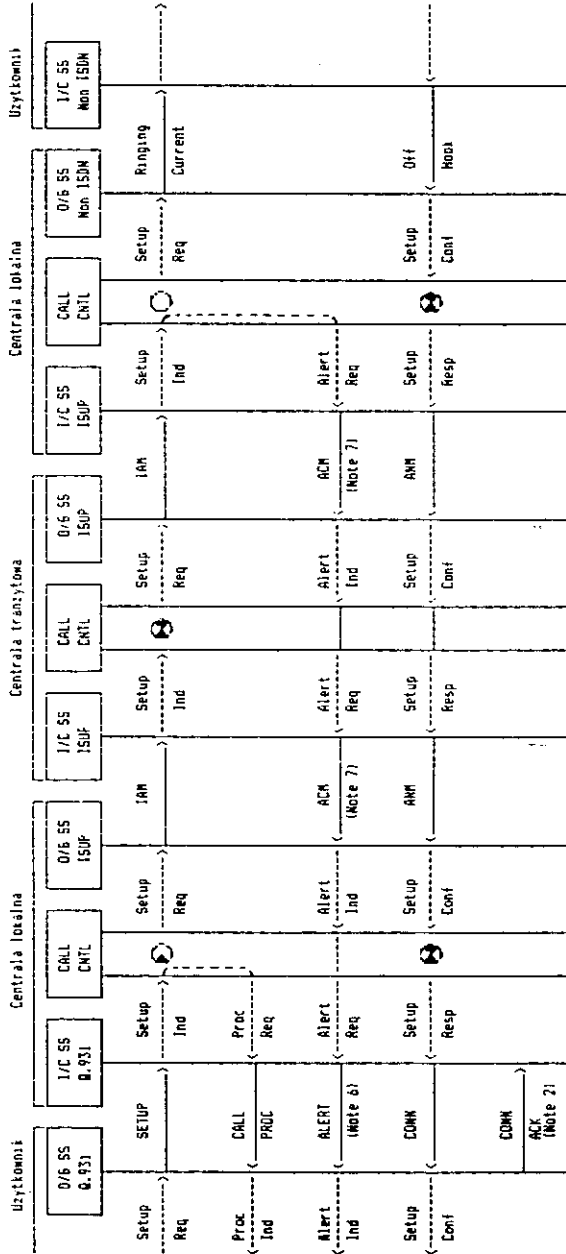 Użytkownik
Centrala lokalna
Centrala tranzytowa
Centrala lokalna
Użytkownik
O/G SS
Q.931
I/C SS
Q.931
CALL
CNTL
O/G SS
ISUP
I/C SS
ISUP
CALL
CNTL
O/G SS
ISUP
I/C SS
ISUP
CALL
CNTL
O/G SS
Non ISDN
I/C SS
Non ISDN
Setup
Req
SETUP
Setup
Ind
Setup
Req
IAM
Setup
Ind
Setup
Req
IAM
Setup
Ind
Setup
Req
Ringing
Current
Proc
Ind
CALL
PROC
Proc
Req
Alert
Ind
ALERT
(Note 6)
Alert
Req
Alert
Ind
ACM
(Note 7)
Alert
Req
Alert
Ind
ACM
(Note 7)
Alert
Req
Setup
Conf
CONN
Setup
Resp
Setup
Conf
ANM
Setup
Resp
Setup
Conf
ANM
Setup
Resp
Setup
Conf
Off
Hook
CONN
ACK
(Note 2)